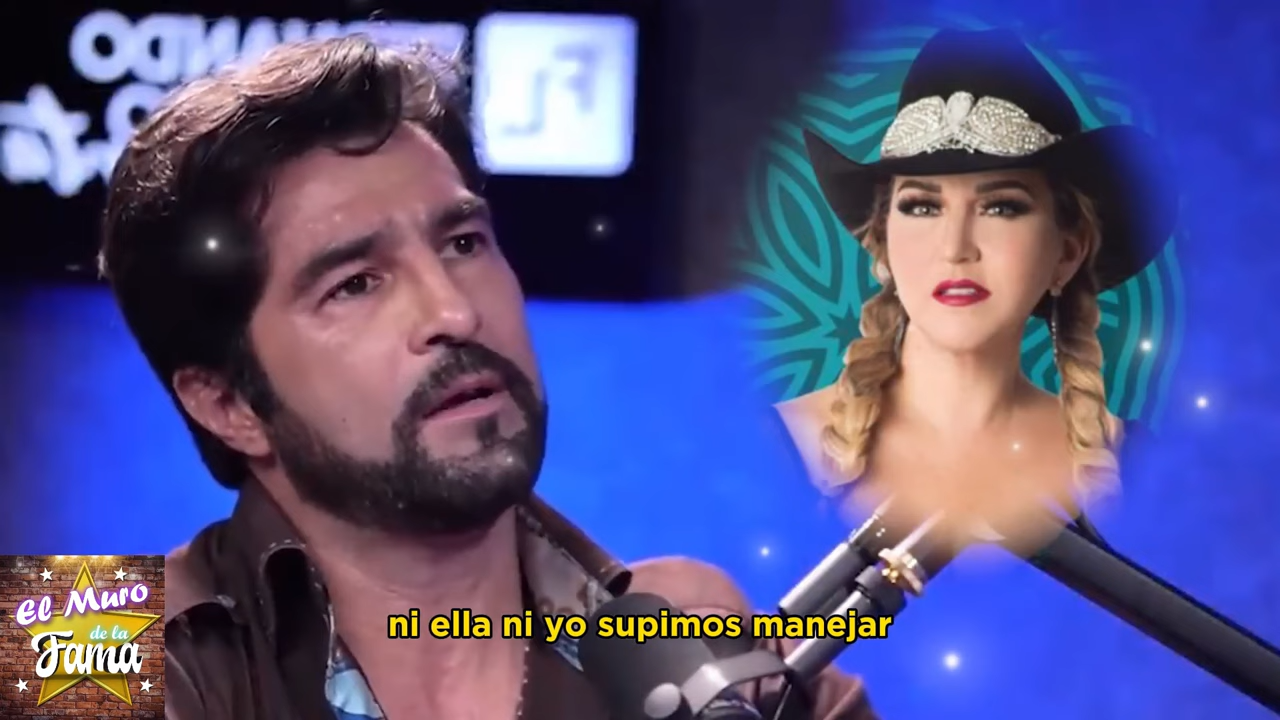 El Muro
de la
Fama
ni ella ni yo supimos manejar